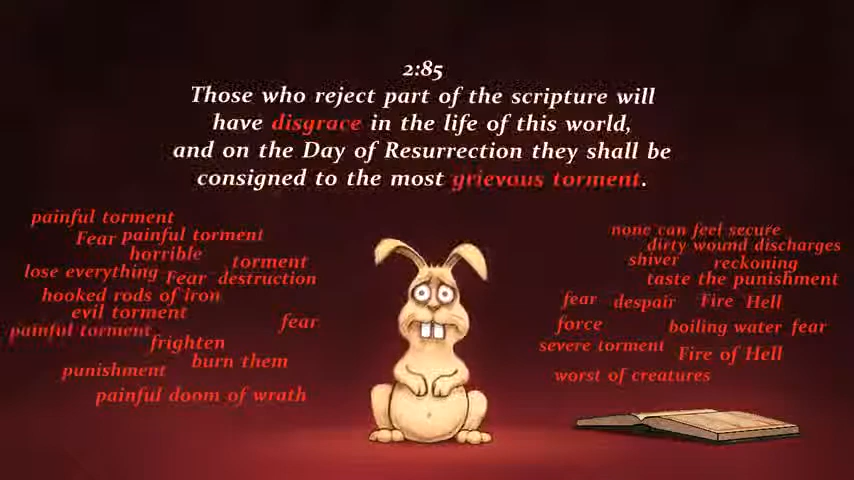 2:85
Those who reject part of the scripture will
have disgrace in the life of this world,
and on the Day of Resurrection they shall be
consigned to the most grievous torment.
painful torment
Fear painful torment
horrible
torment
lose everything Fear destruction
hooked rods of iron
evil torment
painful torment
fear
frighten
burn them
punishment
painful doom of wrath
none can feel secure
dirty wound discharges
shiver reckoning
taste the punishment
fear despair Fire Hell
force boiling water fear
severe torment Fire of Hell
worst of creatures